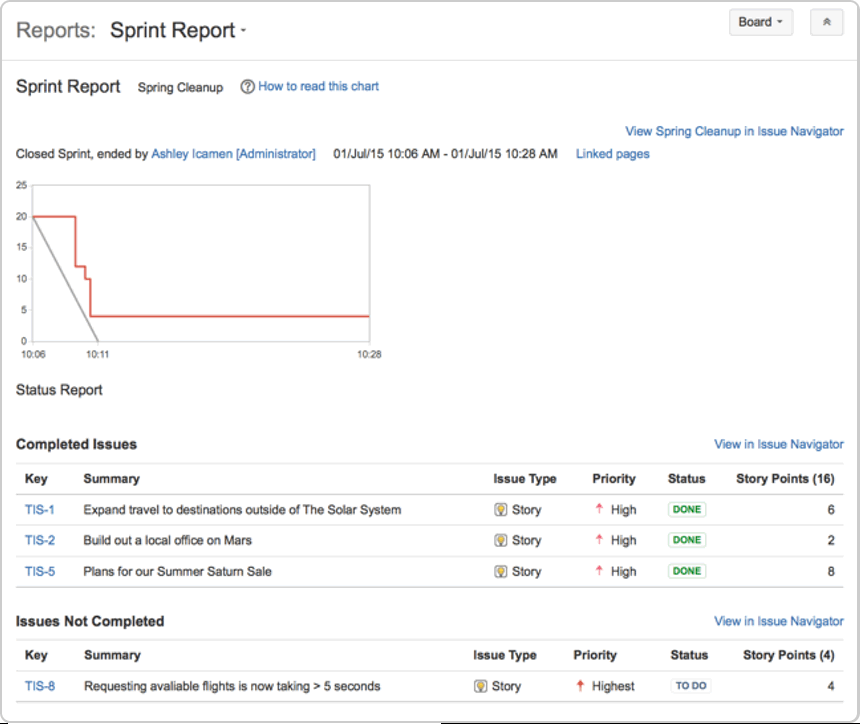 Reports: Sprint Report
Board
Sprint Report Spring Cleanup ? How to read this chart
View Spring Cleanup in Issue Navigator
Closed Sprint, ended by Ashley Icamen [Administrator] 01/Jul/15 10:06 AM - 01/Jul/15 10:28 AM Linked pages
25
20
15
10
5
0
10:06 10:11 10:28
Status Report
Completed Issues View in Issue Navigator
Key Summary Issue Type Priority Status Story Points (16)
TIS-1 Expand travel to destinations outside of The Solar System Story High DONE 6
TIS-2 Build out a local office on Mars Story High DONE 2
TIS-5 Plans for our Summer Saturn Sale Story High DONE 8
Issues Not Completed View in Issue Navigator
Key Summary Issue Type Priority Status Story Points (4)
TIS-8 Requesting avaliable flights is now taking > 5 seconds Story Highest TO DO 4